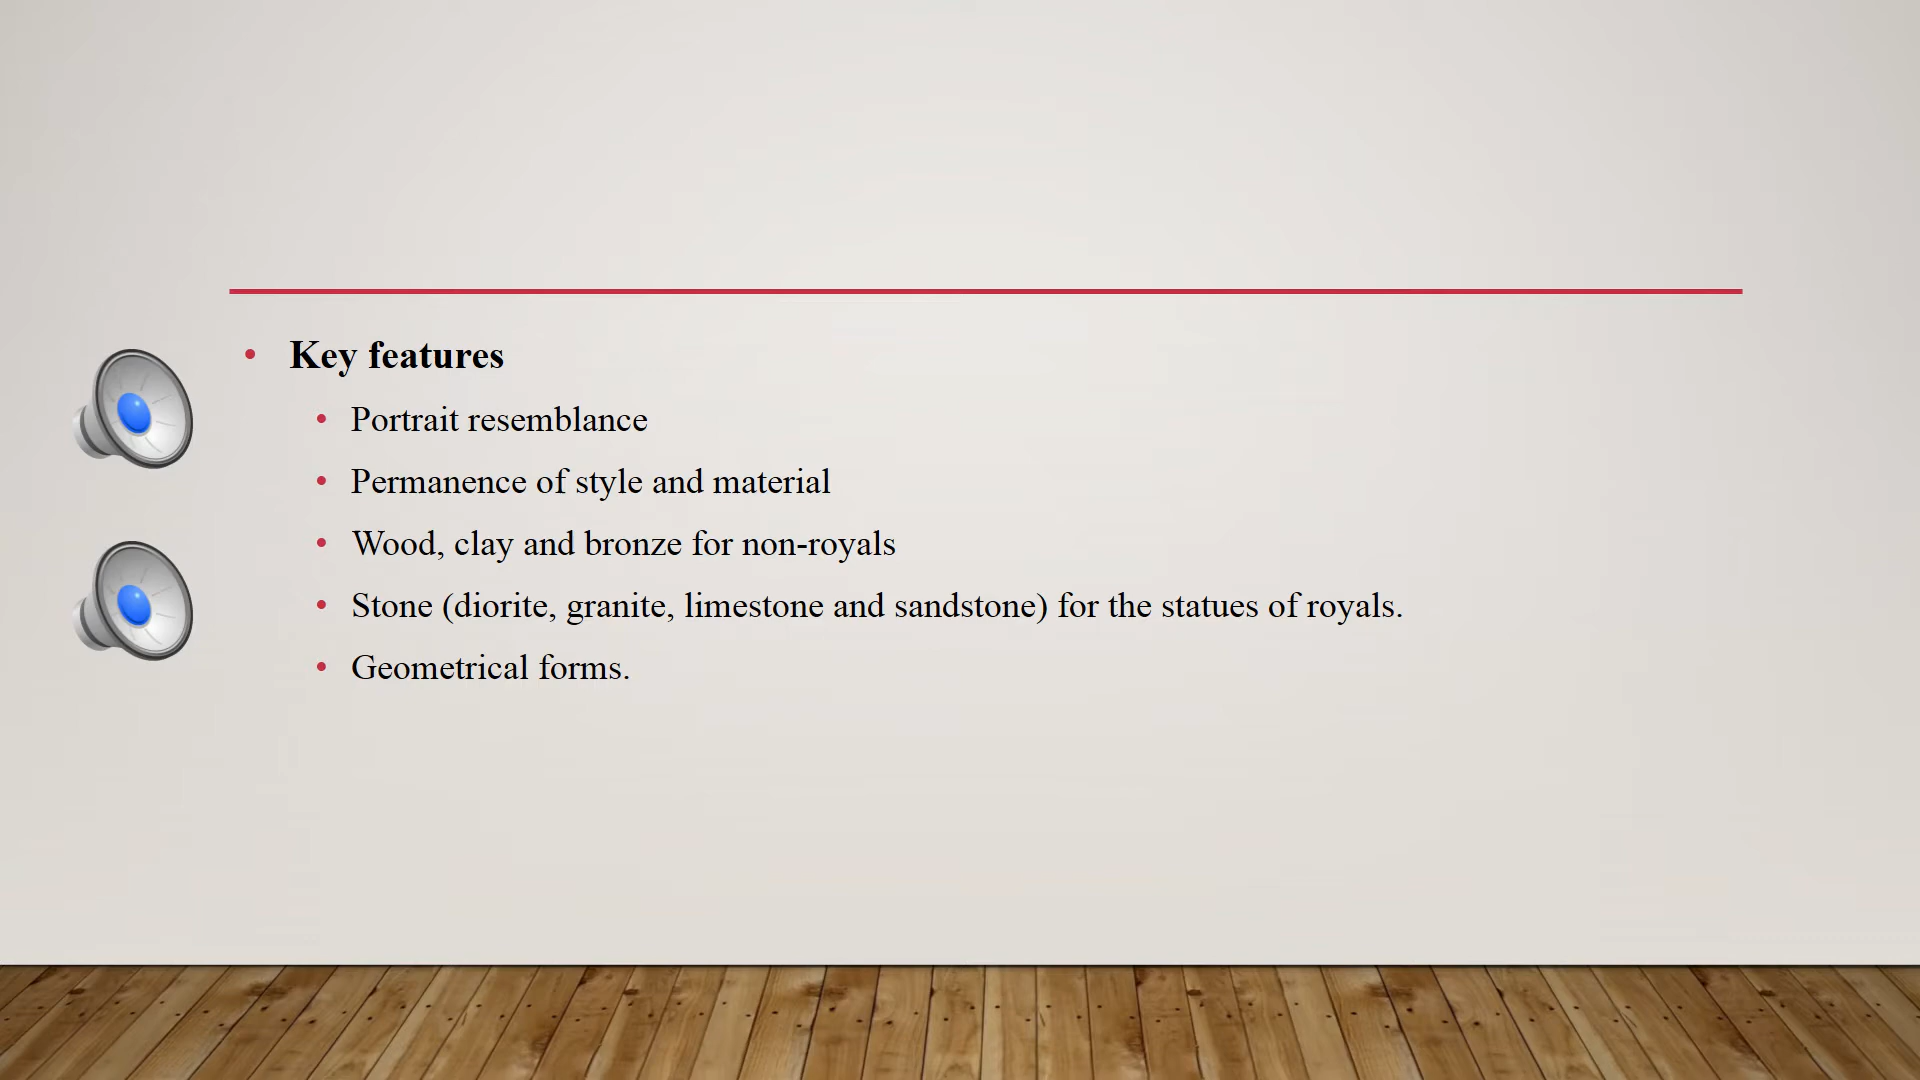 • Key features
• Portrait resemblance
• Permanence of style and material
• Wood, clay and bronze for non-royals
• Stone (diorite, granite, limestone and sandstone) for the statues of royals.
• Geometrical forms.